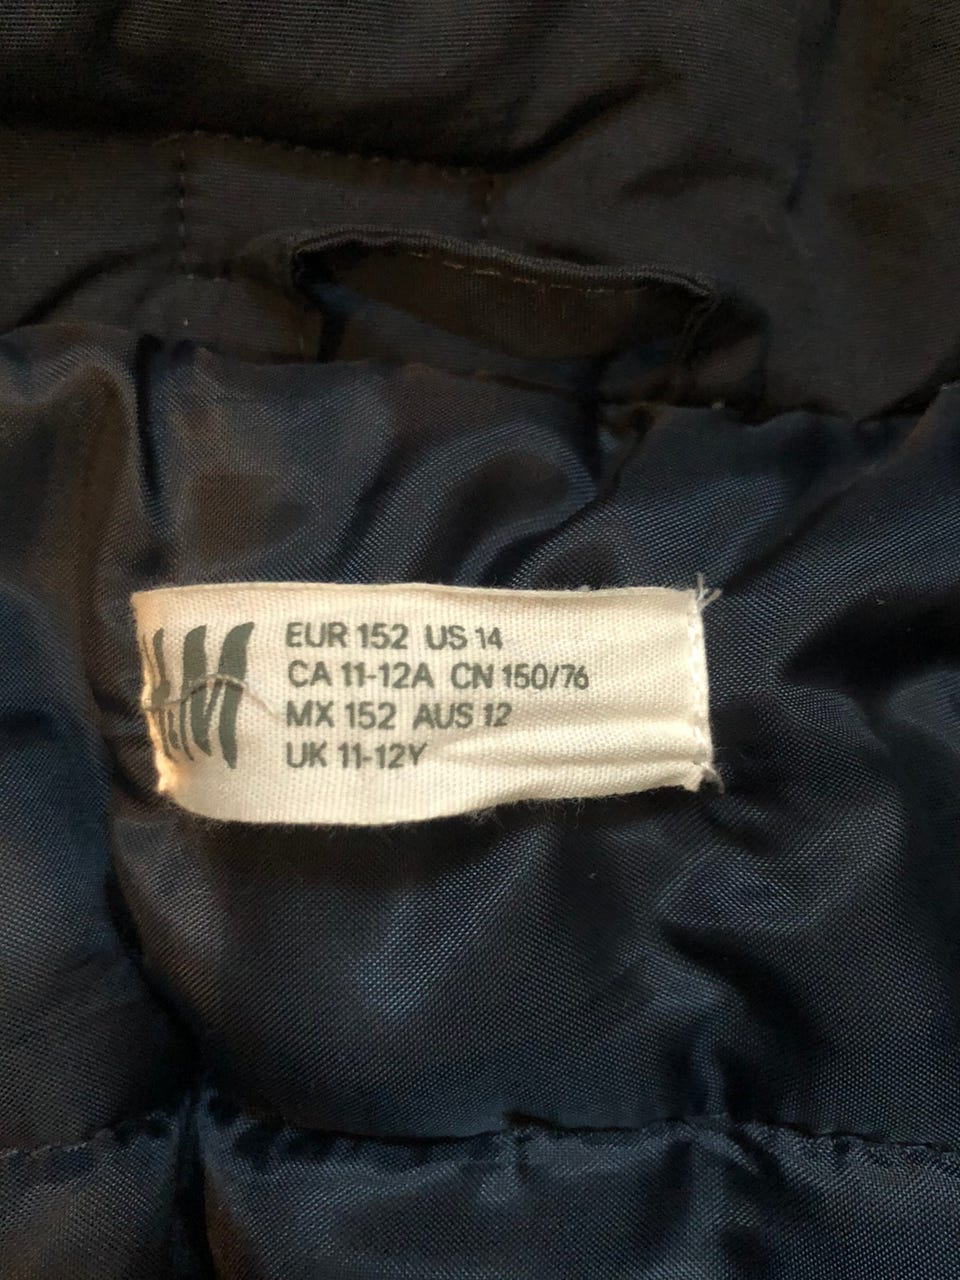 H&M
EUR 152 US 14
CA 11-12A CN 150/76
MX 152 AUS 12
UK 11-12Y